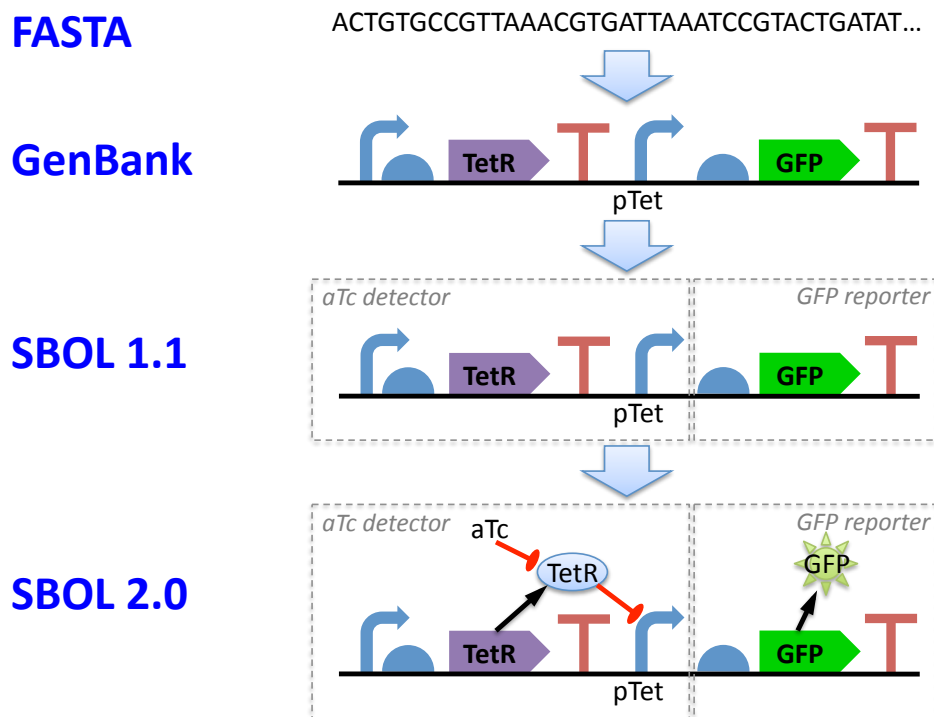 FASTA
ACTGTGCCGTTAAACGTGATTAAATCCGTACTGATAT...
GenBank
TetR
GFP
pTet
aTc detector
GFP reporter
SBOL 1.1
TetR
GFP
pTet
aTc detector
GFP reporter
aTc
TetR
GFP
SBOL 2.0
TetR
GFP
pTet